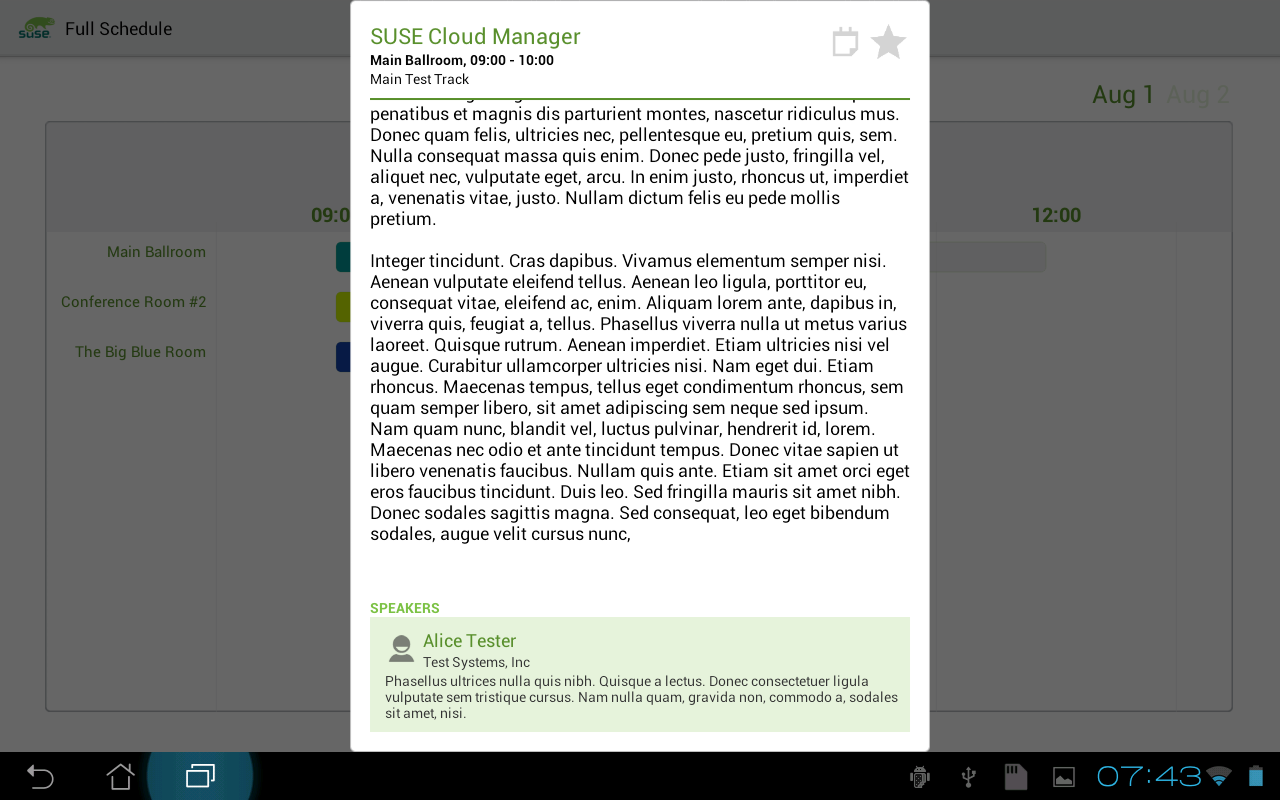 suse
Full Schedule
SUSE Cloud Manager
Main Ballroom, 09:00 - 10:00
Main Test Track
Aug 1 Aug 2
penatibus et magnis dis parturient montes, nascetur ridiculus mus.
Donec quam felis, ultricies nec, pellentesque eu, pretium quis, sem.
Nulla consequat massa quis enim. Donec pede justo, fringilla vel,
aliquet nec, vulputate eget, arcu. In enim justo, rhoncus ut, imperdiet
a, venenatis vitae, justo. Nullam dictum felis eu pede mollis
pretium.
Integer tincidunt. Cras dapibus. Vivamus elementum semper nisi.
Aenean vulputate eleifend tellus. Aenean leo ligula, porttitor eu,
consequat vitae, eleifend ac, enim. Aliquam lorem ante, dapibus in,
viverra quis, feugiat a, tellus. Phasellus viverra nulla ut metus varius
laoreet. Quisque rutrum. Aenean imperdiet. Etiam ultricies nisi vel
augue. Curabitur ullamcorper ultricies nisi. Nam eget dui. Etiam
rhoncus. Maecenas tempus, tellus eget condimentum rhoncus, sem
quam semper libero, sit amet adipiscing sem neque sed ipsum.
Nam quam nunc, blandit vel, luctus pulvinar, hendrerit id, lorem.
Maecenas nec odio et ante tincidunt tempus. Donec vitae sapien ut
libero venenatis faucibus. Nullam quis ante. Etiam sit amet orci eget
eros faucibus tincidunt. Duis leo. Sed fringilla mauris sit amet nibh.
Donec sodales sagittis magna. Sed consequat, leo eget bibendum
sodales, augue velit cursus nunc,
SPEAKERS
Alice Tester
Test Systems, Inc
Phasellus ultrices nulla quis nibh. Quisque a lectus. Donec consectetuer ligula
vulputate sem tristique cursus. Nam nulla quam, gravida non, commodo a, sodales
sit amet, nisi.
09:0
12:00
Main Ballroom
Conference Room #2
The Big Blue Room
07:43